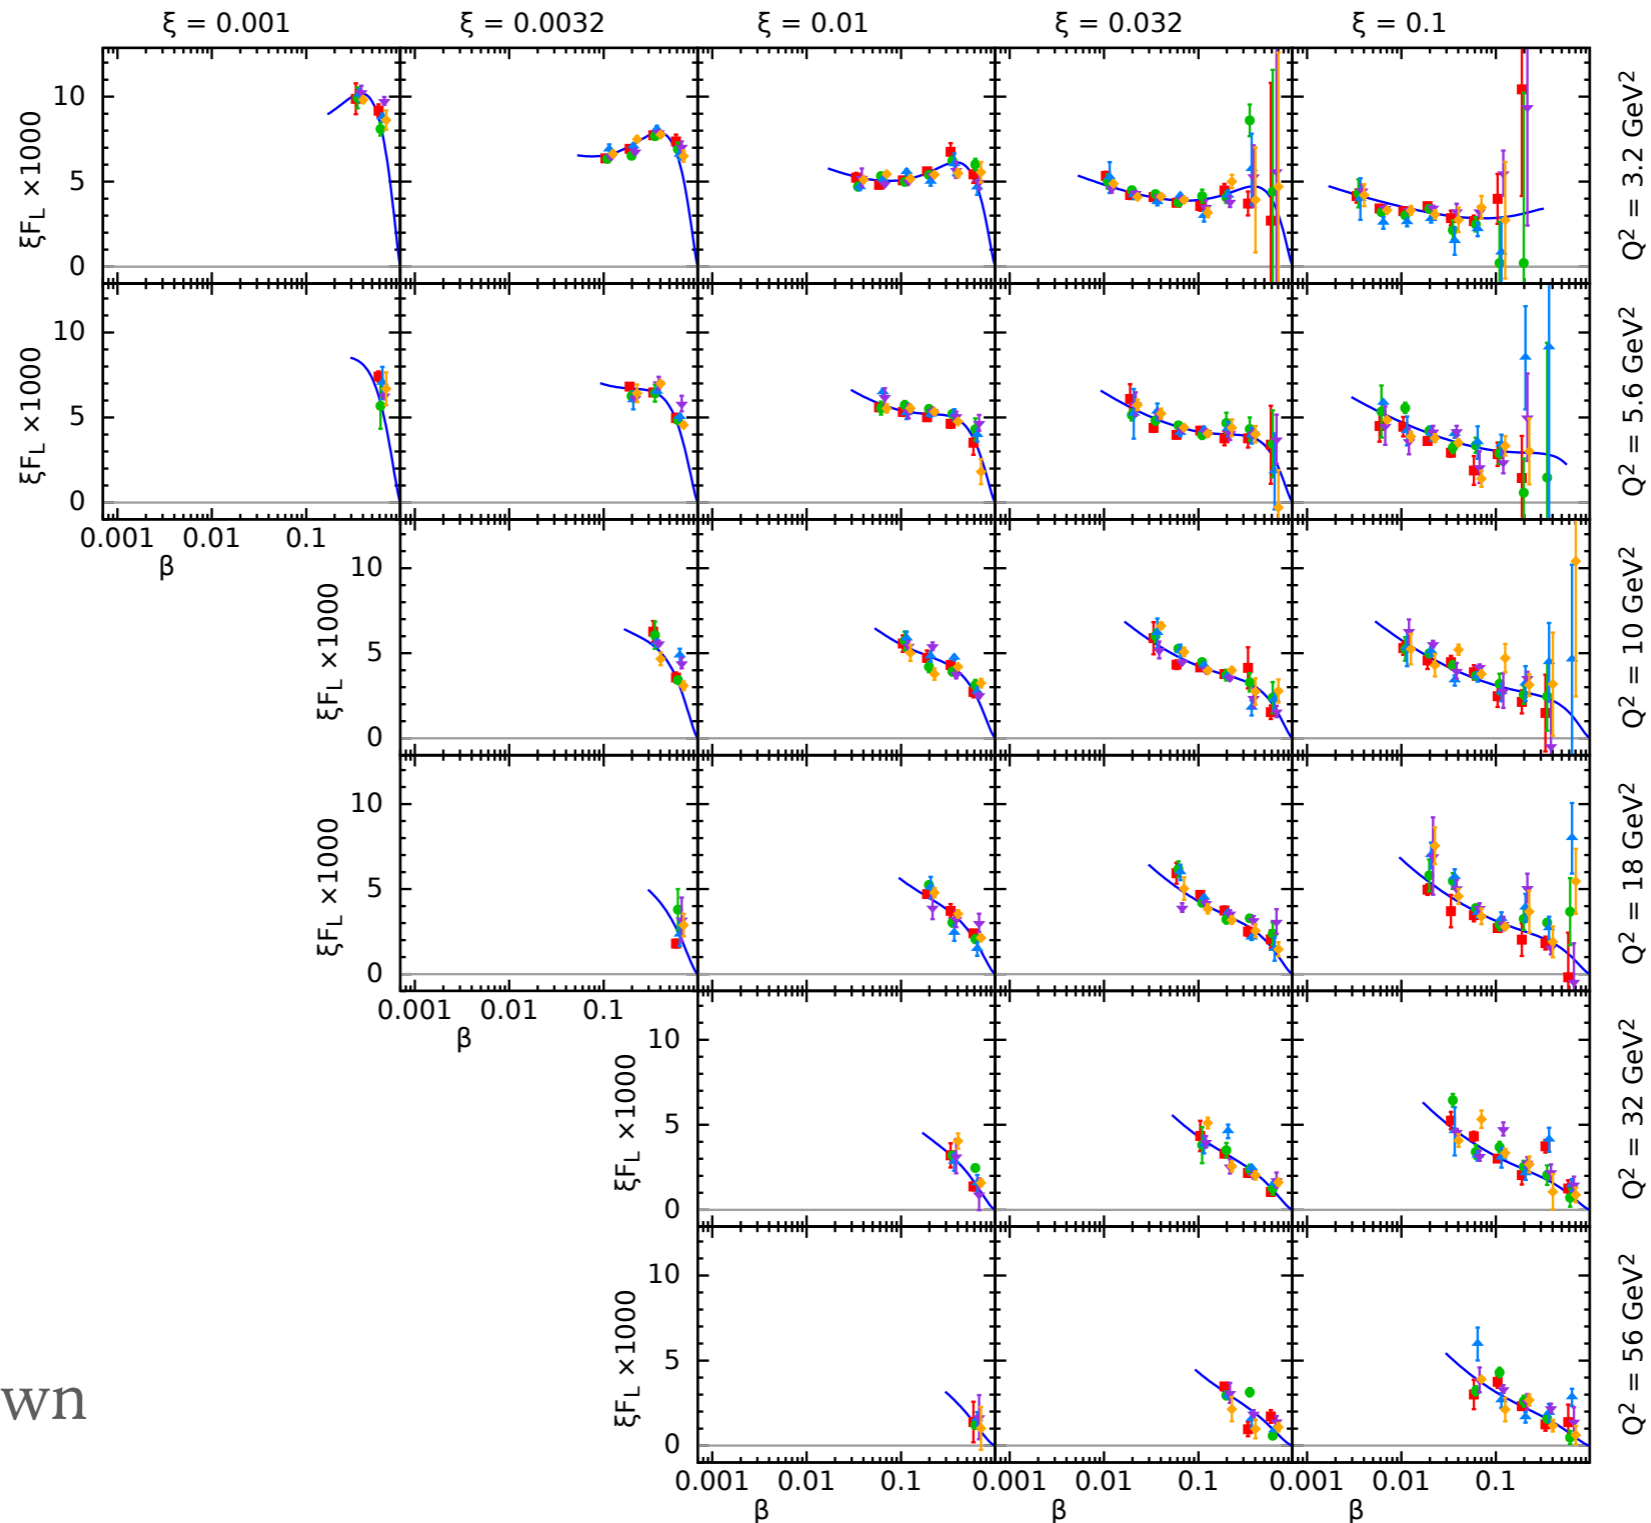 ξ = 0.001 ξ = 0.0032 ξ = 0.01 ξ = 0.032 ξ = 0.1
10
5
0
ξF_L ×1000
Q² = 3.2 GeV²
10
5
0
ξF_L ×1000
Q² = 5.6 GeV²
0.001 0.01 0.1
β
10
5
0
ξF_L ×1000
Q² = 10 GeV²
10
5
0
ξF_L ×1000
Q² = 18 GeV²
0.001 0.01 0.1
β
10
5
0
ξF_L ×1000
Q² = 32 GeV²
10
5
0
ξF_L ×1000
Q² = 56 GeV²
wn
0.001 0.01 0.1 0.001 0.01 0.1 0.001 0.01 0.1
β β β